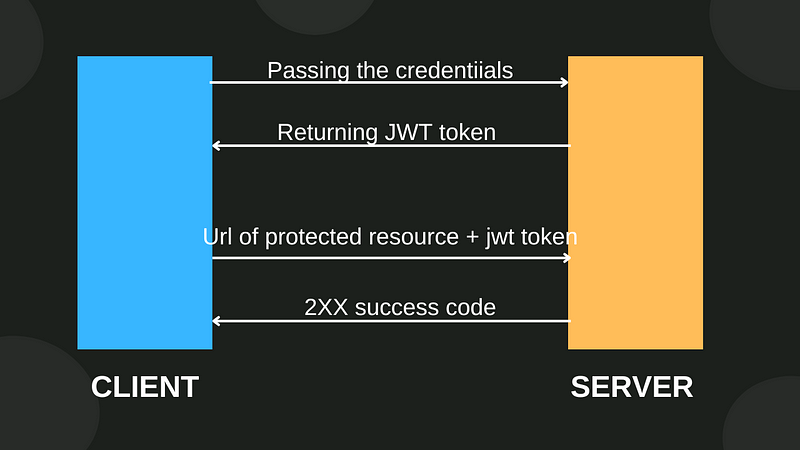 Passing the credentiials
Returning JWT token
Url of protected resource + jwt token
2XX success code
CLIENT
SERVER